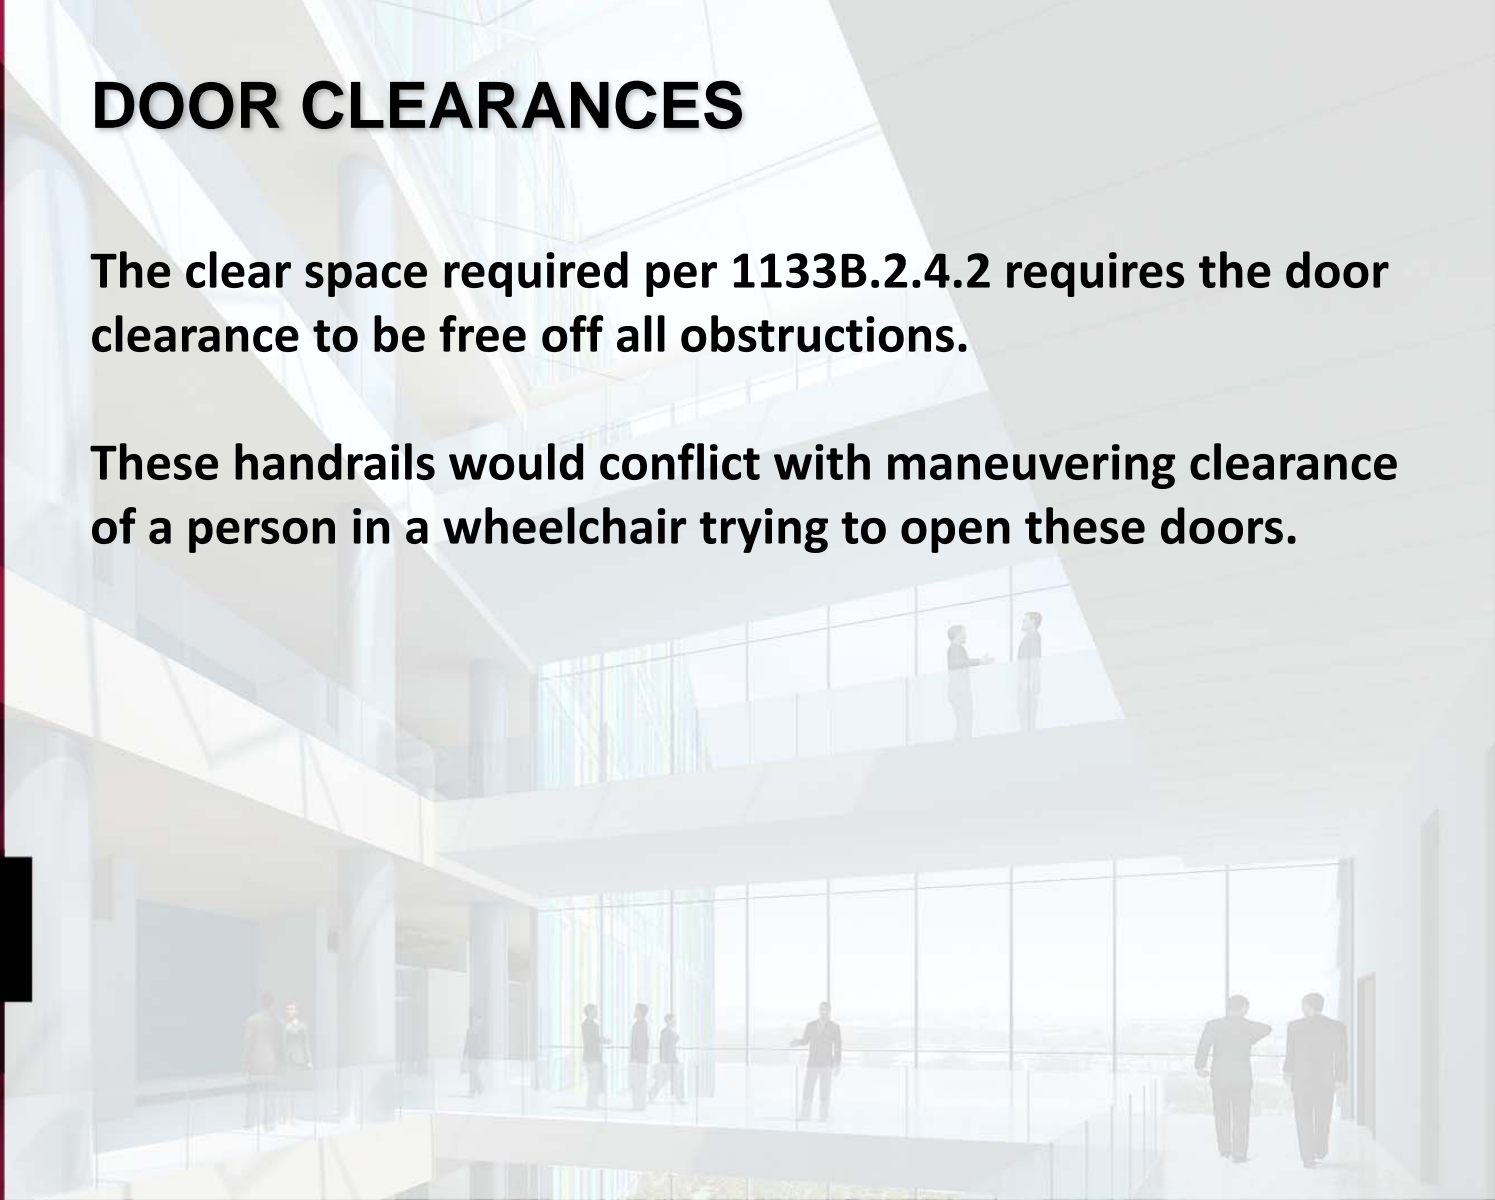 DOOR CLEARANCES
The clear space required per 1133B.2.4.2 requires the door
clearance to be free off all obstructions.
These handrails would conflict with maneuvering clearance
of a person in a wheelchair trying to open these doors.